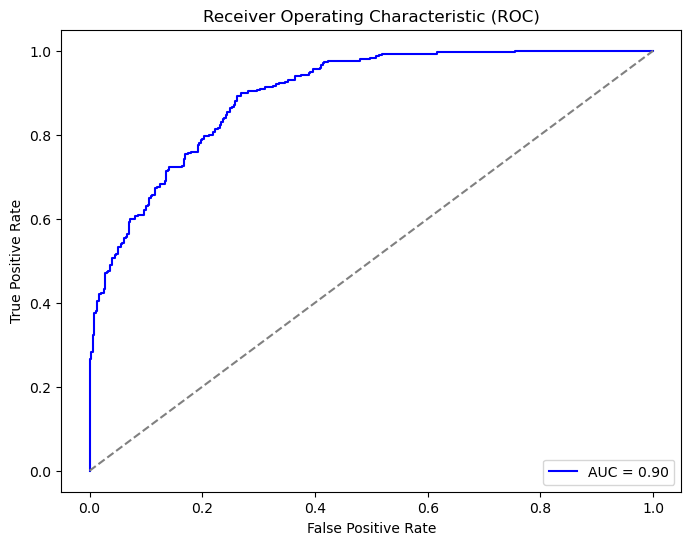 Receiver Operating Characteristic (ROC)
1.0
0.8
0.6
0.4
0.2
0.0
True Positive Rate
AUC = 0.90
0.0 0.2 0.4 0.6 0.8 1.0
False Positive Rate